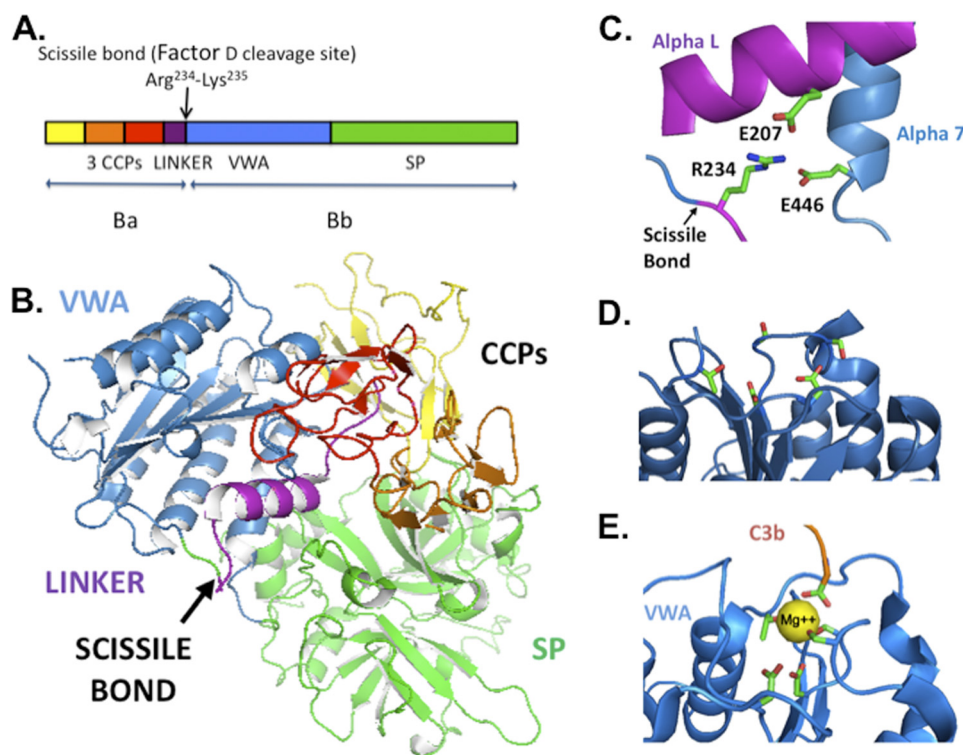 A.
Scissile bond (Factor D cleavage site)
Arg234-Lys235
3 CCPs LINKER VWA SP
Ba Bb
B.
VWA
CCPs
LINKER
SCISSILE
BOND
SP
C.
Alpha L
E207
Alpha 7
R234
E446
Scissile
Bond
D.
E.
C3b
VWA
Mg++